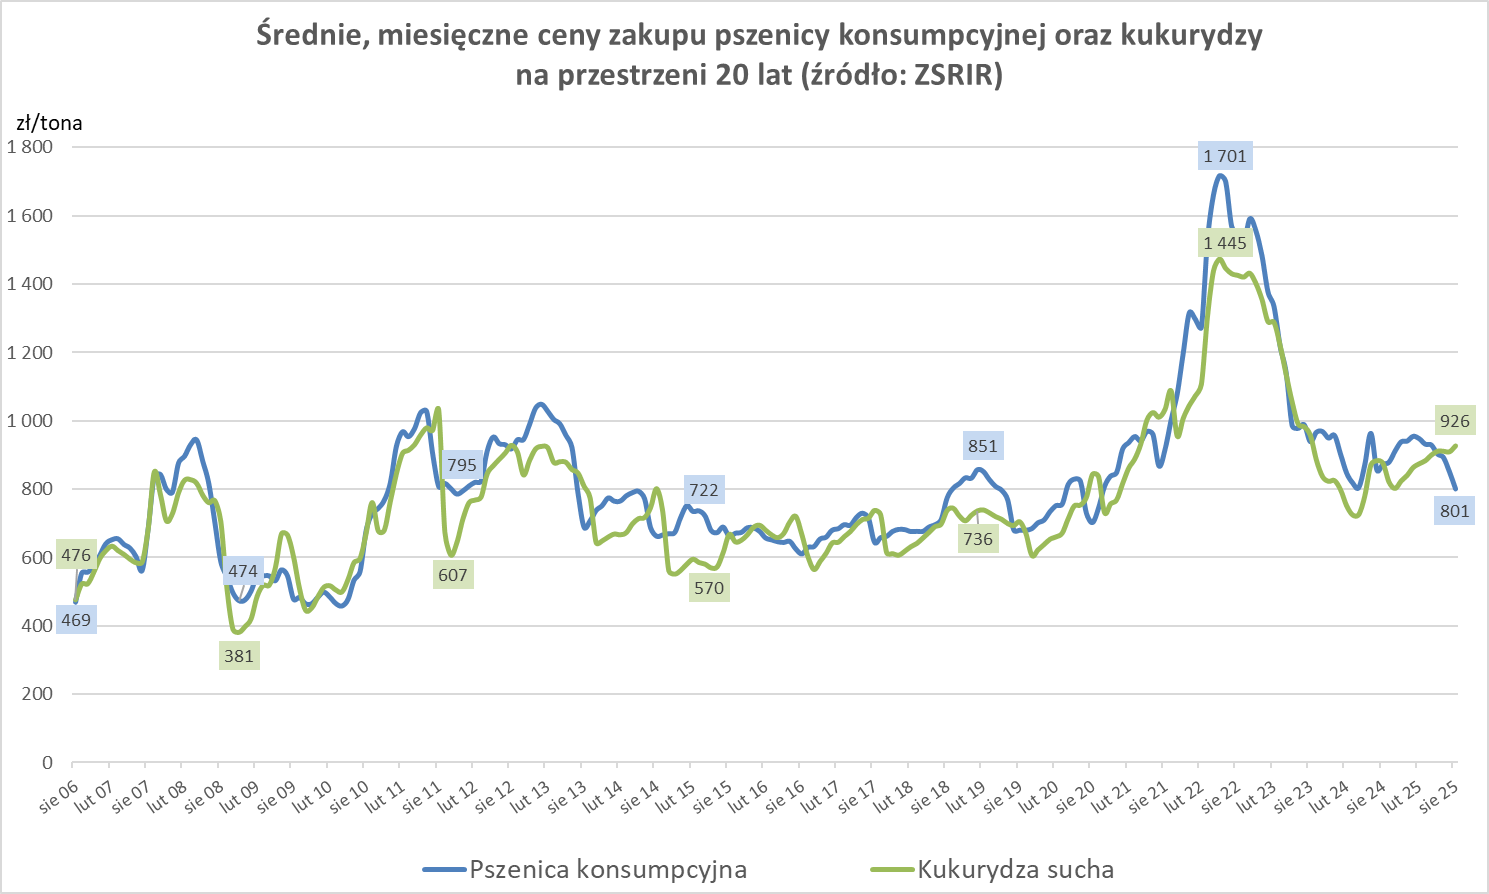 Średnie, miesięczne ceny zakupu pszenicy konsumpcyjnej oraz kukurydzy
na przestrzeni 20 lat (źródło: ZSRIR)
zł/tona
1 800
1 600
1 400
1 200
1 000
800
600
400
200
0
476
469
474
381
795
607
722
570
851
736
1 701
1 445
926
801
sie 06
lut 07
sie 07
lut 08
sie 08
lut 09
sie 09
lut 10
sie 10
lut 11
sie 11
lut 12
sie 12
lut 13
sie 13
lut 14
sie 14
lut 15
sie 15
lut 16
sie 16
lut 17
sie 17
lut 18
sie 18
lut 19
sie 19
lut 20
sie 20
lut 21
sie 21
lut 22
sie 22
lut 23
sie 23
lut 24
sie 24
lut 25
sie 25
Pszenica konsumpcyjna
Kukurydza sucha